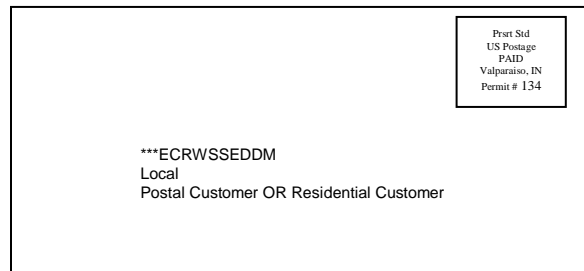 Prsrt Std
US Postage
PAID
Valparaiso, IN
Permit # 134
***ECRWSSEDDM
Local
Postal Customer OR Residential Customer